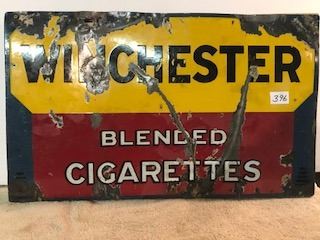 WINCHESTER
396
BLENDED
CIGARETTES